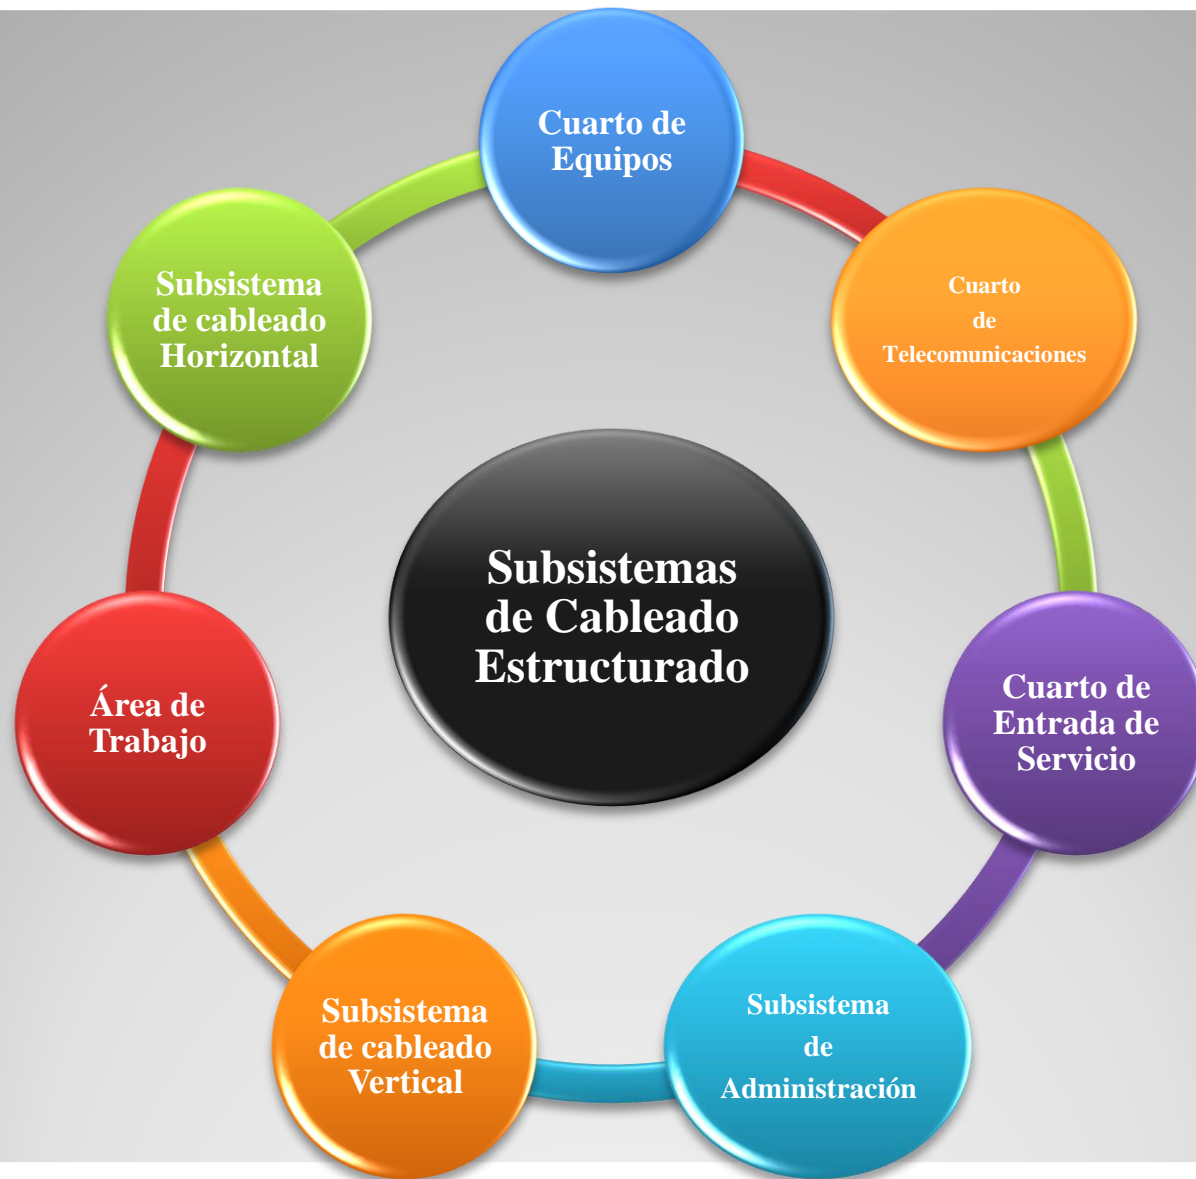 Cuarto de
Equipos
Cuarto
de
Telecomunicaciones
Cuarto de
Entrada de
Servicio
Subsistema
de
Administración
Subsistema
de cableado
Vertical
Área de
Trabajo
Subsistema
de cableado
Horizontal
Subsistemas
de Cableado
Estructurado